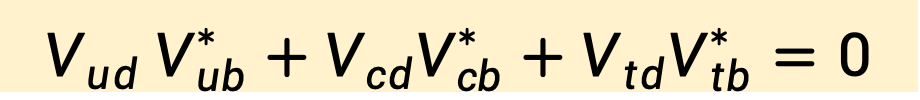 V_{ud} V^*_{ub} + V_{cd}V^*_{cb} + V_{td}V^*_{tb} = 0